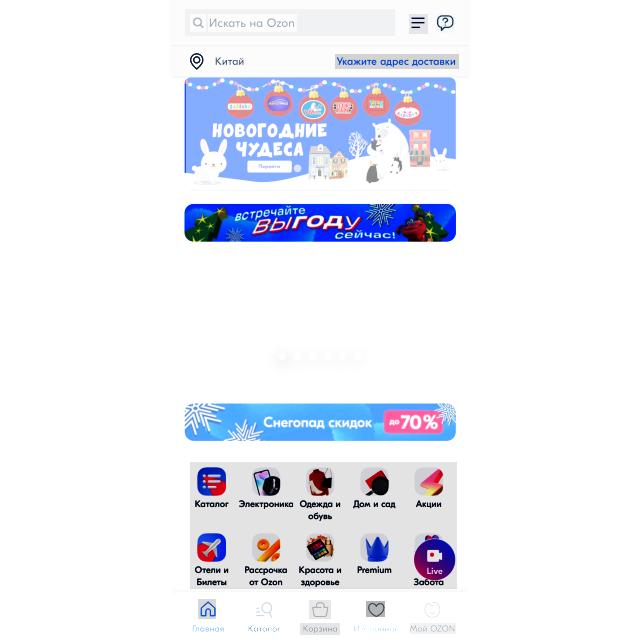 Искать на Ozon
Китай
Укажите адрес доставки
НОВОГОДНИЕ
ЧУДЕСА
Перейти
встречайте
ВЫГОДУ
сейчас!
Снегопад скидок
до 70%
Каталог
Электроника
Одежда и
обувь
Дом и сад
Акции
Отели и
Билеты
Рассрочка
от Ozon
Красота и
здоровье
Premium
Забота
Live
Главная
Каталог
Корзина
Мой OZON